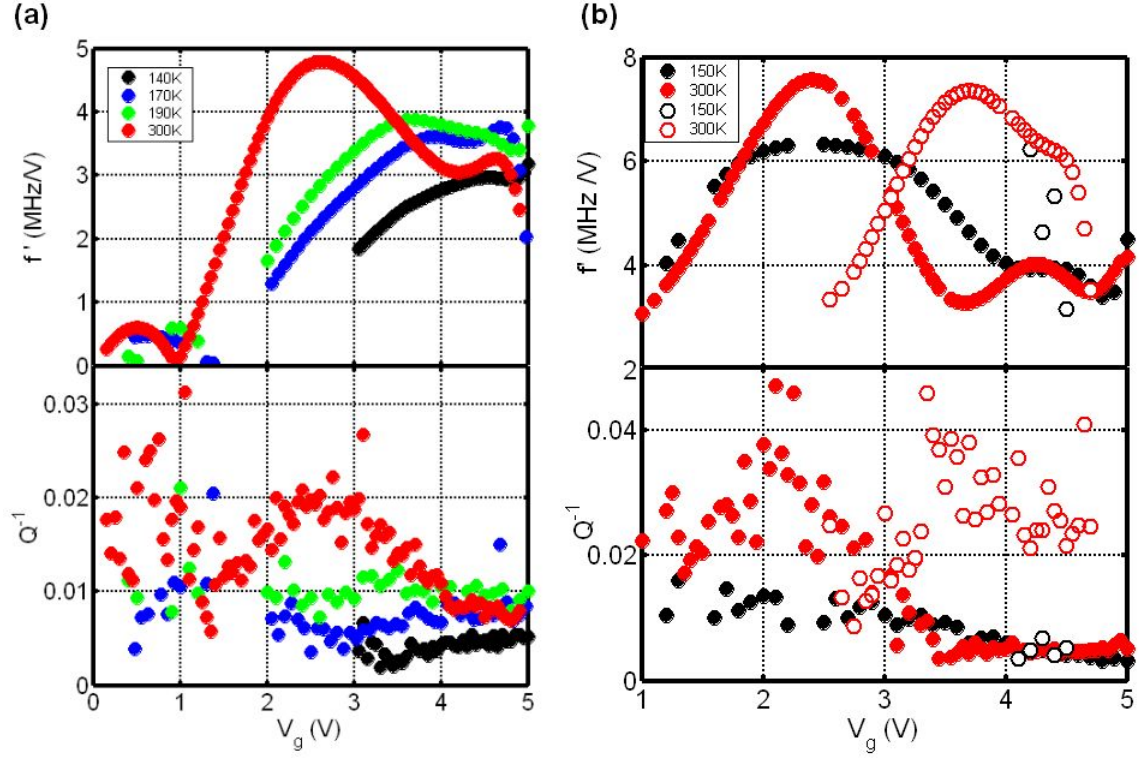 (a)
5
4
3
2
1
0
f ' (MHz/V)
140K
170K
190K
300K
0.03
0.02
0.01
0
Q⁻¹
0 1 2 3 4 5
V_g (V)
(b)
8
6
4
2
f' (MHz /V)
150K
300K
150K
300K
0.04
0.02
0
Q⁻¹
1 2 3 4 5
V_g (V)